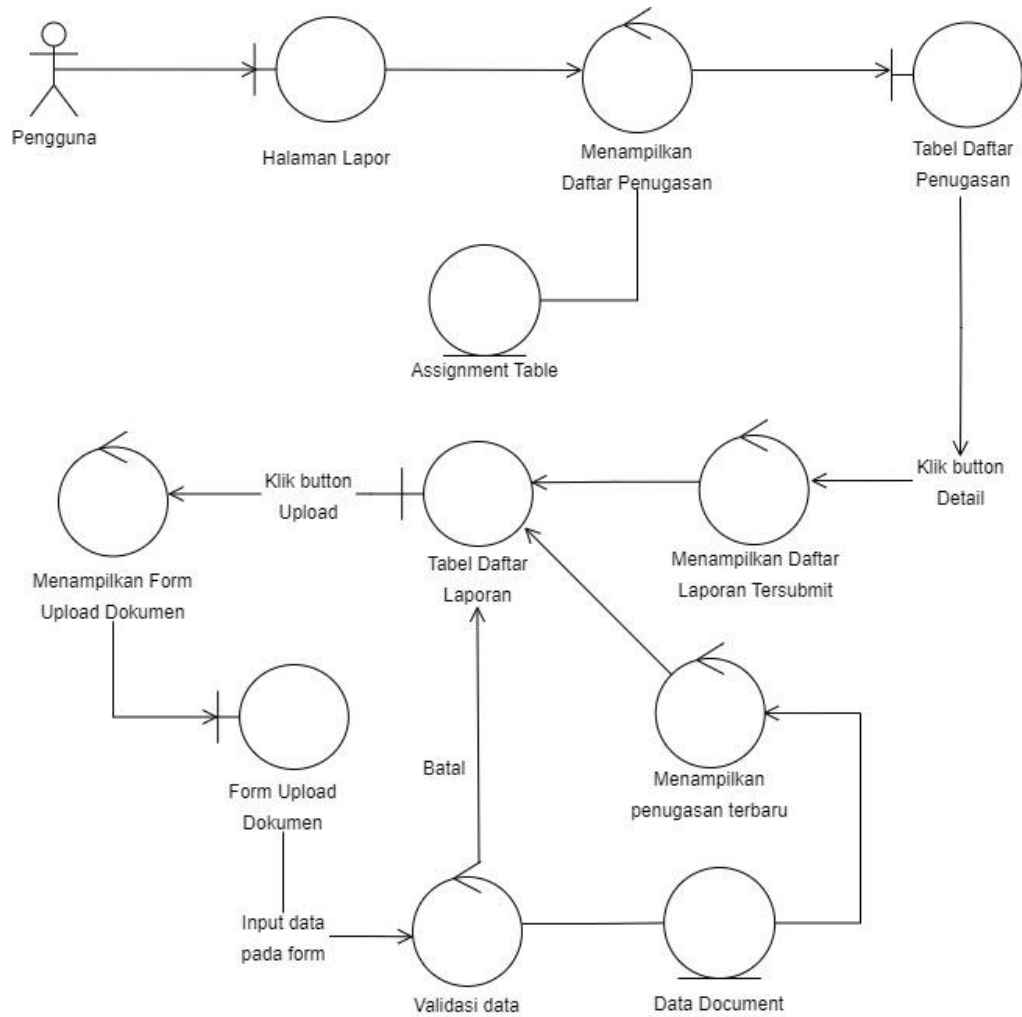 Pengguna
Halaman Lapor
Menampilkan
Daftar Penugasan
Tabel Daftar
Penugasan
Assignment Table
Klik button
Detail
Menampilkan Daftar
Laporan Tersubmit
Tabel Daftar
Laporan
Klik button
Upload
Menampilkan Form
Upload Dokumen
Form Upload
Dokumen
Batal
Menampilkan
penugasan terbaru
Input data
pada form
Validasi data
Data Document